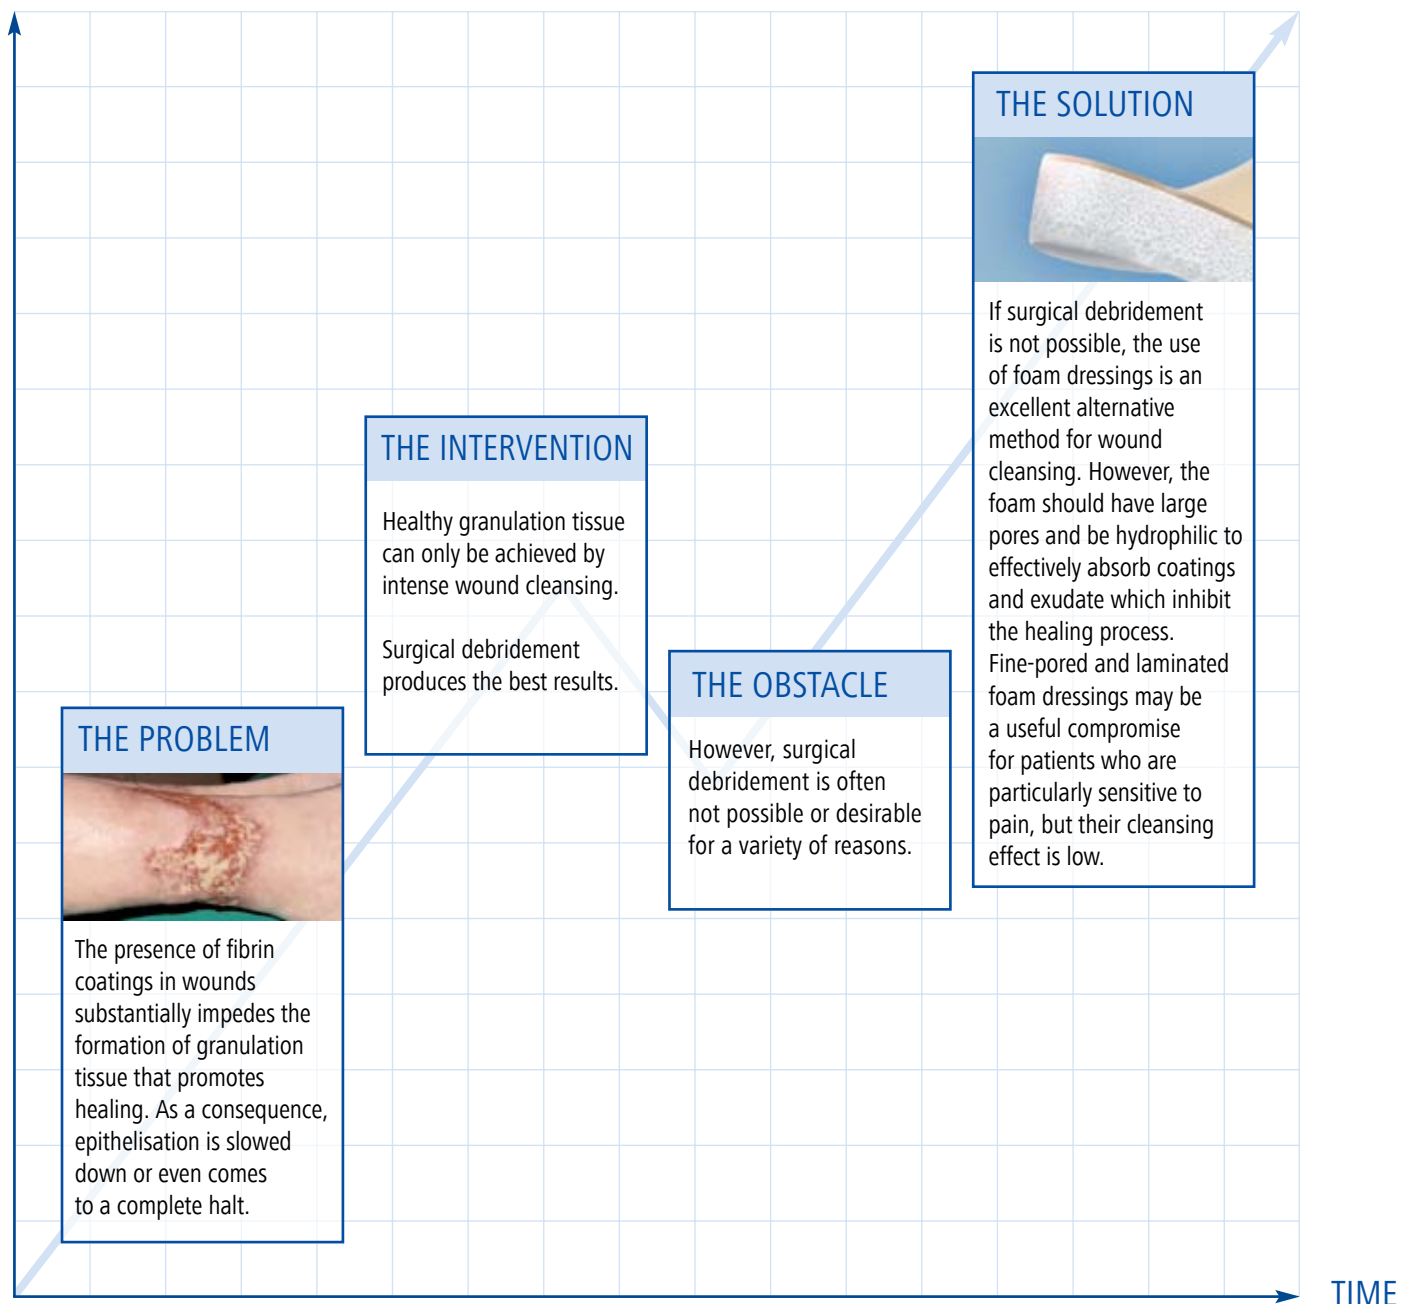 THE PROBLEM
The presence of fibrin
coatings in wounds
substantially impedes the
formation of granulation
tissue that promotes
healing. As a consequence,
epithelisation is slowed
down or even comes
to a complete halt.
THE INTERVENTION
Healthy granulation tissue
can only be achieved by
intense wound cleansing.
Surgical debridement
produces the best results.
THE OBSTACLE
However, surgical
debridement is often
not possible or desirable
for a variety of reasons.
THE SOLUTION
If surgical debridement
is not possible, the use
of foam dressings is an
excellent alternative
method for wound
cleansing. However, the
foam should have large
pores and be hydrophilic to
effectively absorb coatings
and exudate which inhibit
the healing process.
Fine-pored and laminated
foam dressings may be
a useful compromise
for patients who are
particularly sensitive to
pain, but their cleansing
effect is low.
TIME